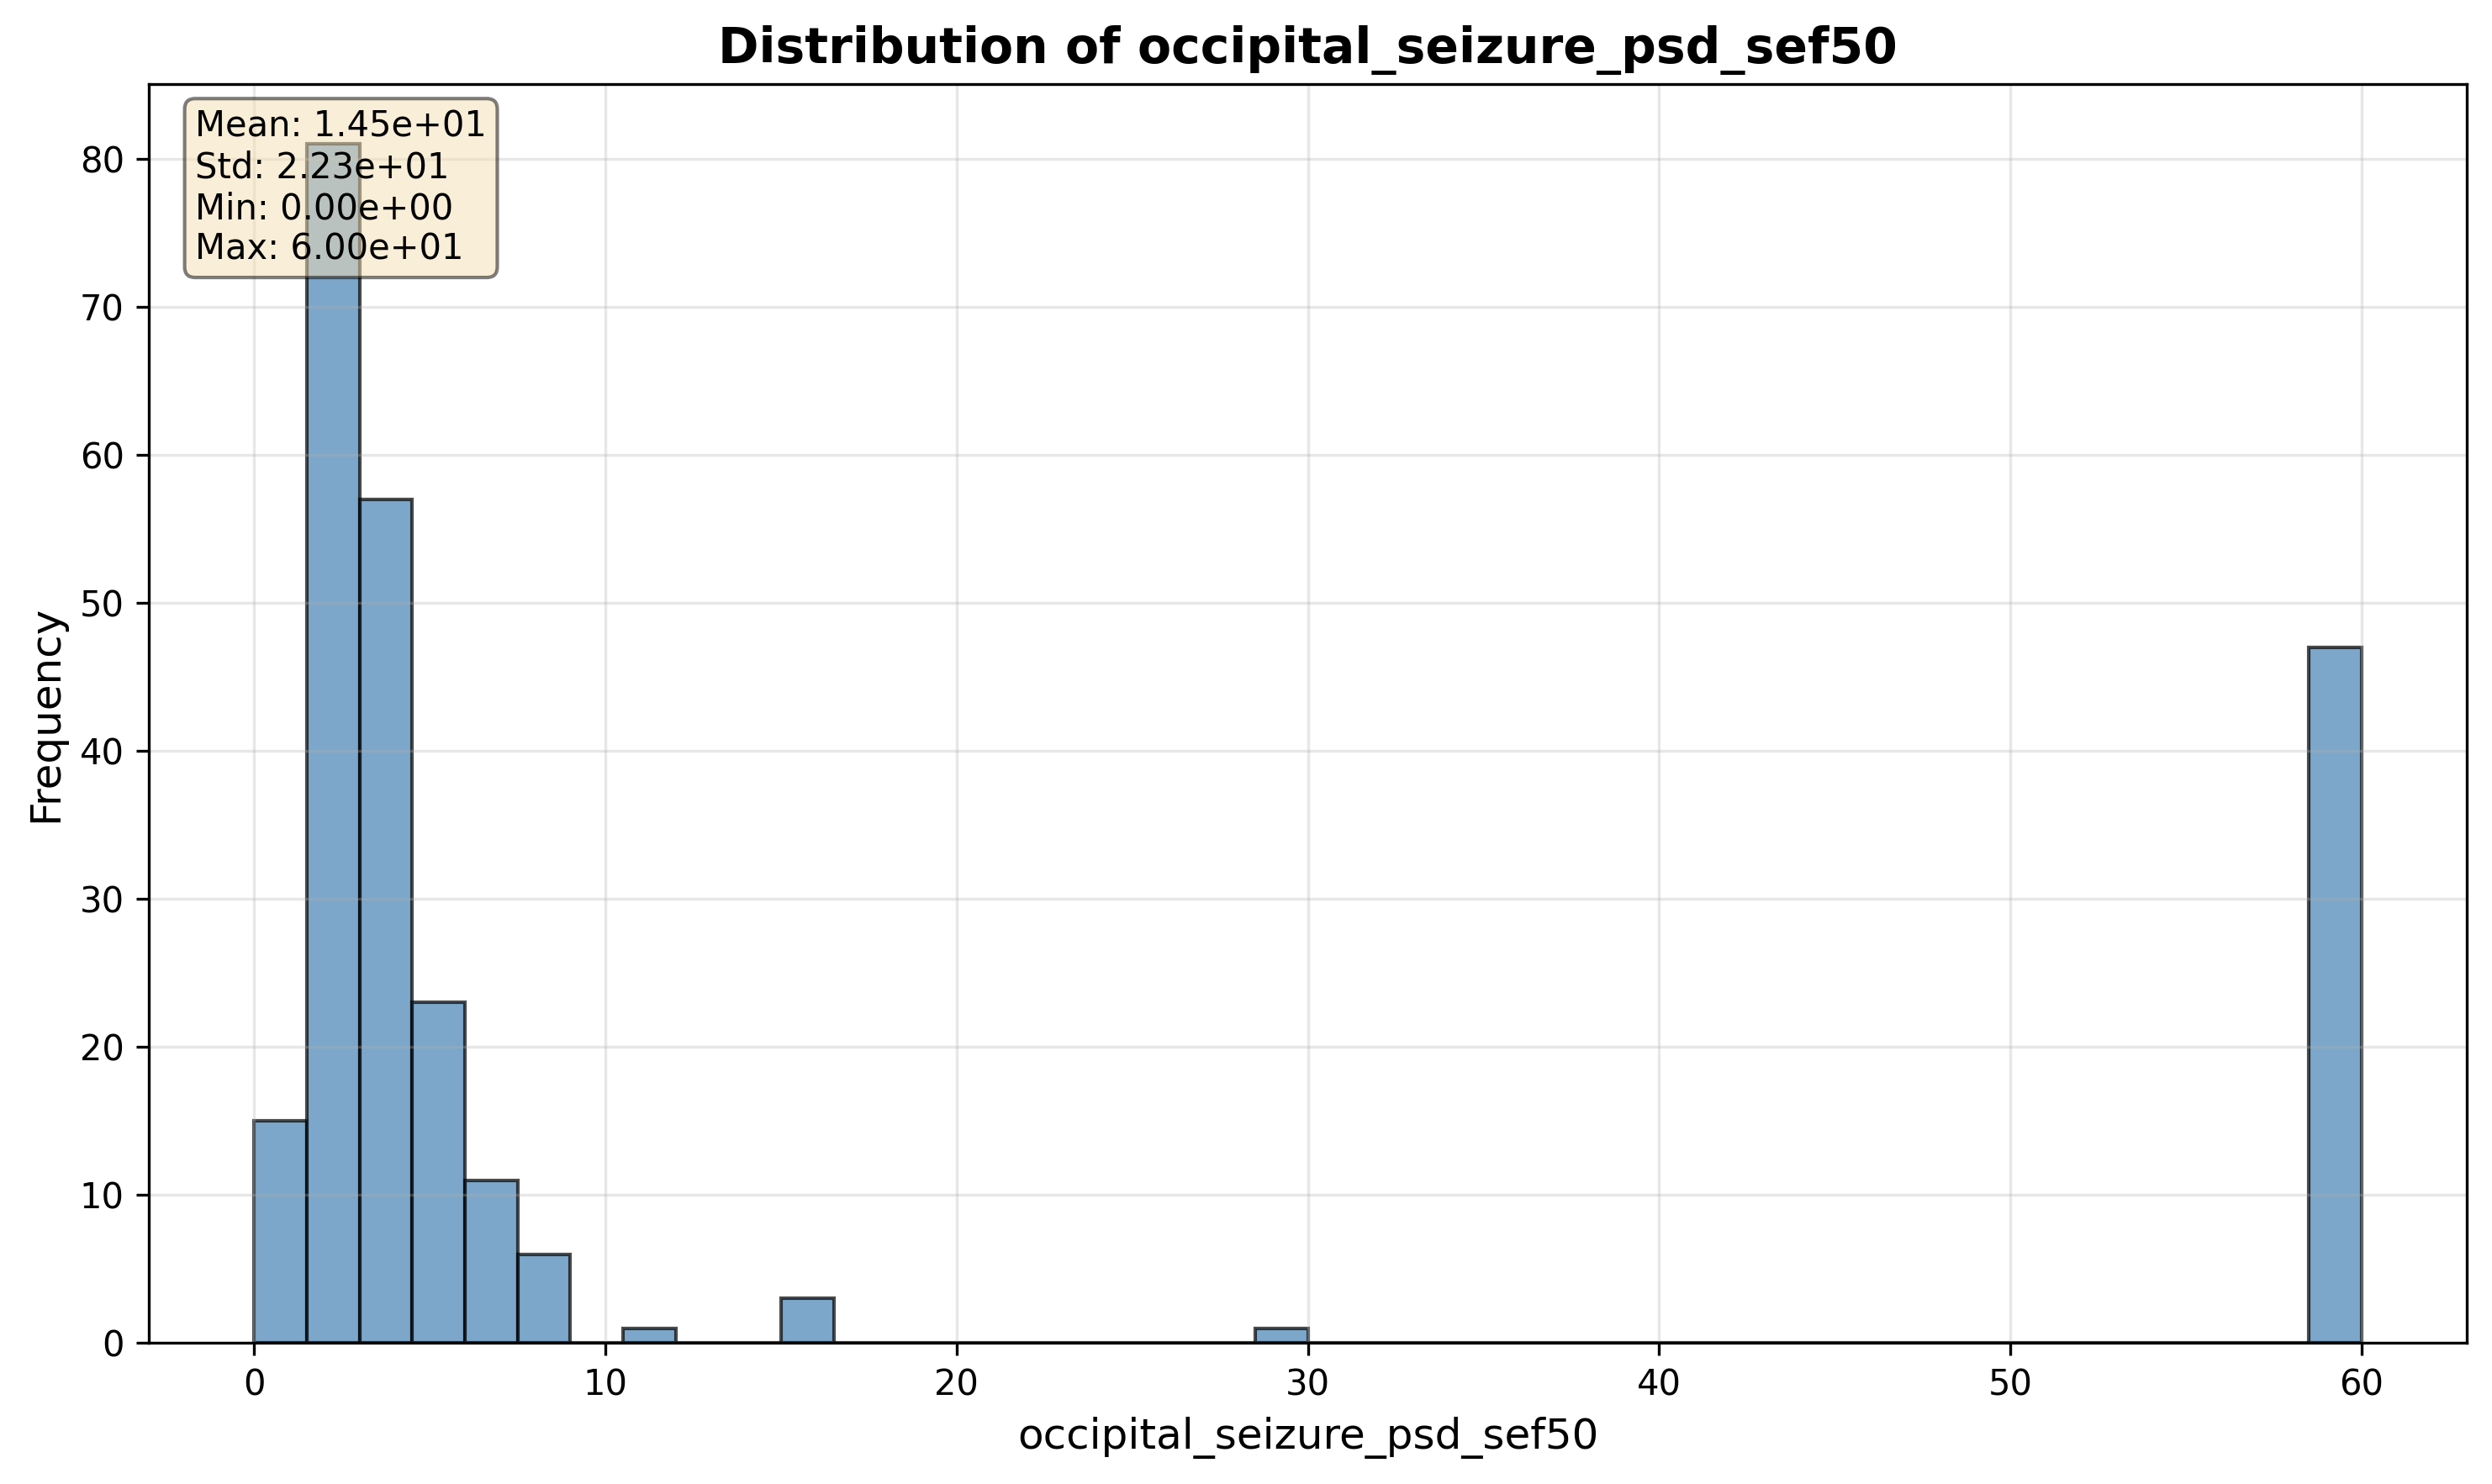 Distribution of occipital_seizure_psd_sef50
Mean: 1.45e+01
Std: 2.23e+01
Min: 0.00e+00
Max: 6.00e+01
80
70
60
50
40
30
20
10
0
Frequency
0 10 20 30 40 50 60
occipital_seizure_psd_sef50